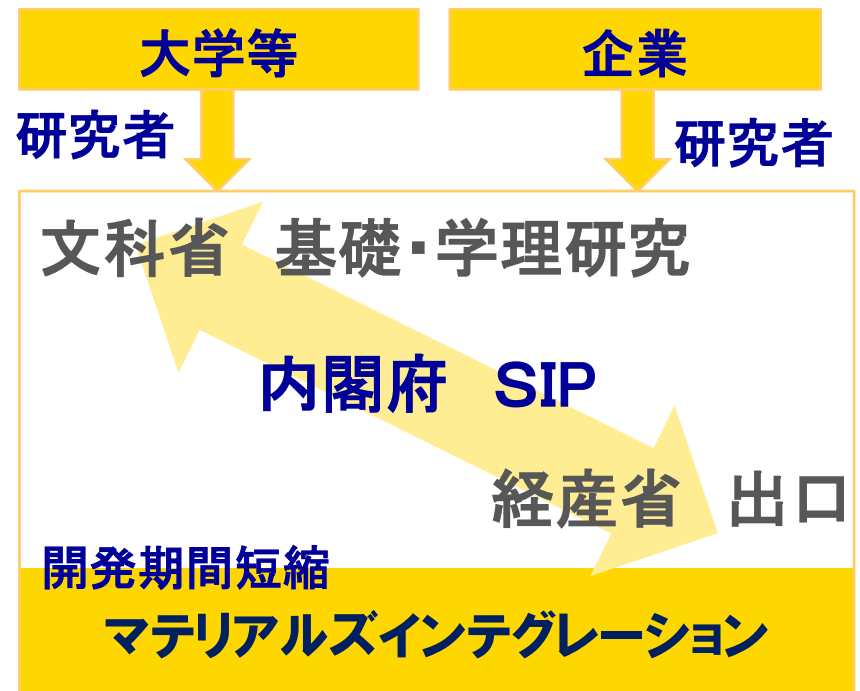 大学等
企業
研究者
研究者
文科省　基礎・学理研究
内閣府　SIP
経産省　出口
開発期間短縮
マテリアルズインテグレーション